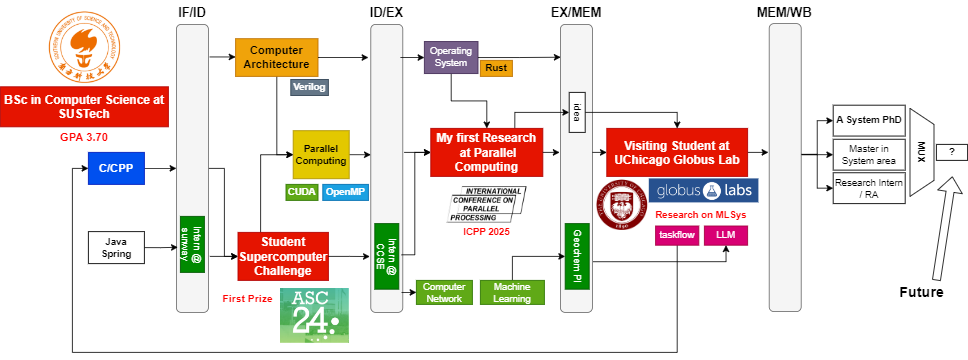 IF/ID
ID/EX
EX/MEM
MEM/WB
SOUTHERN UNIVERSITY OF SCIENCE AND TECHNOLOGY
南方科技大学
BSc in Computer Science at
SUSTech
GPA 3.70
C/CPP
Java
Spring
Intern @
sunway
Computer
Architecture
Verilog
Parallel
Computing
CUDA
OpenMP
Student
Supercomputer
Challenge
First Prize
ASC
24
Intern @
CCSE
Operating
System
Rust
My first Research
at Parallel
Computing
INTERNATIONAL
CONFERENCE ON
PARALLEL
PROCESSING
ICPP 2025
Computer
Network
Machine
Learning
idea
Geochem PI
Visiting Student at
UChicago Globus Lab
globus labs
Research on MLSys
taskflow
LLM
A System PhD
Master in
System area
Research Intern
/ RA
MUX
?
Future